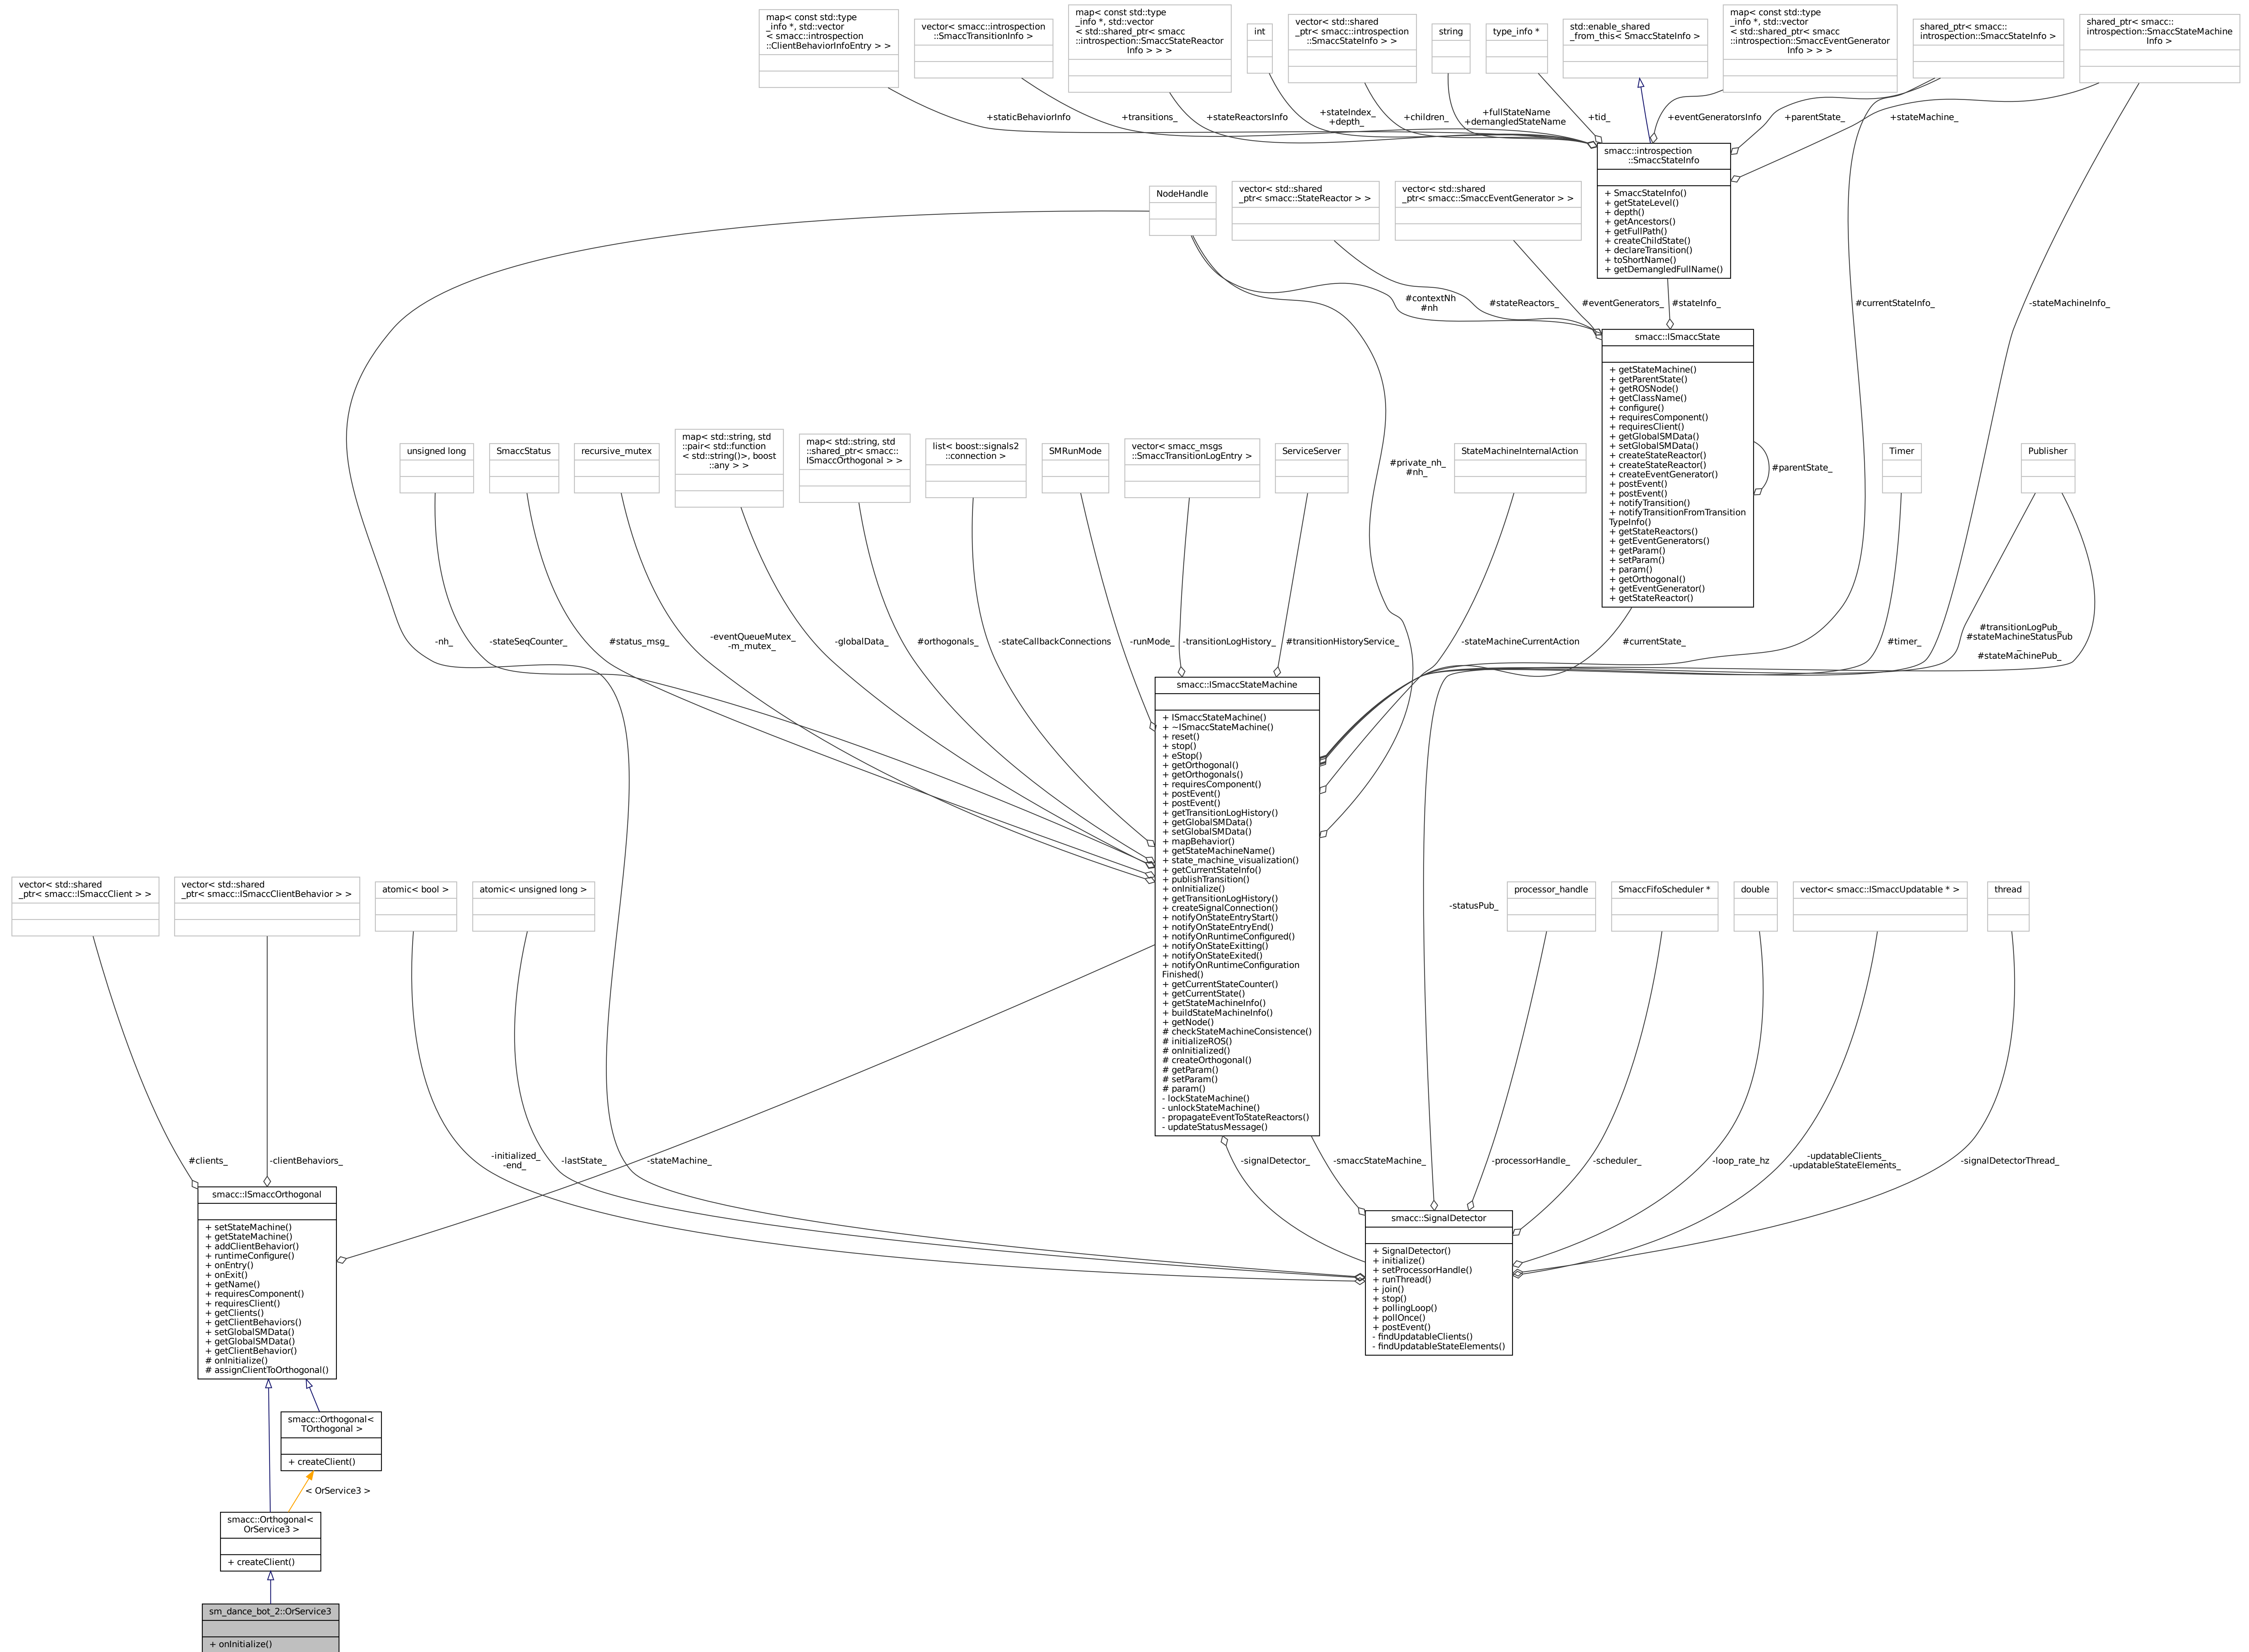 map< const std::type
_info *, std::vector
< smacc::introspection
::ClientBehaviorInfoEntry > >
vector< smacc::introspection
::SmaccTransitionInfo >
map< const std::type
_info *, std::vector
< std::shared_ptr< smacc
::introspection::SmaccStateReactor
Info > > >
int
vector< std::shared
_ptr< smacc::introspection
::SmaccStateInfo > >
string
type_info *
std::enable_shared
_from_this< SmaccStateInfo >
map< const std::type
_info *, std::vector
< std::shared_ptr< smacc
::introspection::SmaccEventGenerator
Info > > >
shared_ptr< smacc::
introspection::SmaccStateInfo >
shared_ptr< smacc::
introspection::SmaccStateMachine
Info >
+staticBehaviorInfo
+transitions_
+stateReactorsInfo
+stateIndex_
+depth_
+children_
+fullStateName
+demangledStateName
+tid_
+eventGeneratorsInfo
+parentState_
+stateMachine_
smacc::introspection
::SmaccStateInfo
+ SmaccStateInfo()
+ getStateLevel()
+ depth()
+ getAncestors()
+ getFullPath()
+ createChildState()
+ declareTransition()
+ toShortName()
+ getDemangledFullName()
NodeHandle
vector< std::shared
_ptr< smacc::StateReactor > >
vector< std::shared
_ptr< smacc::SmaccEventGenerator > >
#contextNh
#nh
#stateReactors_
#eventGenerators_
#stateInfo_
#currentStateInfo_
-stateMachineInfo_
smacc::ISmaccState
+ getStateMachine()
+ getParentState()
+ getROSNode()
+ getClassName()
+ configure()
+ requiresComponent()
+ requiresClient()
+ getGlobalSMData()
+ setGlobalSMData()
+ createStateReactor()
+ createStateReactor()
+ createEventGenerator()
+ postEvent()
+ postEvent()
+ notifyTransition()
+ notifyTransitionFromTransition
TypeInfo()
+ getStateReactors()
+ getEventGenerators()
+ getParam()
+ setParam()
+ param()
+ getOrthogonal()
+ getEventGenerator()
+ getStateReactor()
#parentState_
unsigned long
SmaccStatus
recursive_mutex
map< std::string, std
::pair< std::function
< std::string()>, boost
::any > >
map< std::string, std
::shared_ptr< smacc::
ISmaccOrthogonal > >
list< boost::signals2
::connection >
SMRunMode
vector< smacc_msgs
::SmaccTransitionLogEntry >
ServiceServer
#private_nh_
#nh_
StateMachineInternalAction
Timer
Publisher
-nh_
-stateSeqCounter_
#status_msg_
-eventQueueMutex_
-m_mutex_
-globalData_
#orthogonals_
-stateCallbackConnections
-runMode_
-transitionLogHistory_
#transitionHistoryService_
-stateMachineCurrentAction
#currentState_
#timer_
#transitionLogPub_
#stateMachineStatusPub
_
#stateMachinePub_
smacc::ISmaccStateMachine
+ ISmaccStateMachine()
+ ~ISmaccStateMachine()
+ reset()
+ stop()
+ eStop()
+ getOrthogonal()
+ getOrthogonals()
+ requiresComponent()
+ postEvent()
+ postEvent()
+ getTransitionLogHistory()
+ getGlobalSMData()
+ setGlobalSMData()
+ mapBehavior()
+ getStateMachineName()
+ state_machine_visualization()
+ getCurrentStateInfo()
+ publishTransition()
+ onInitialize()
+ getTransitionLogHistory()
+ createSignalConnection()
+ notifyOnStateEntryStart()
+ notifyOnStateEntryEnd()
+ notifyOnRuntimeConfigured()
+ notifyOnStateExitting()
+ notifyOnStateExited()
+ notifyOnRuntimeConfiguration
Finished()
+ getCurrentStateCounter()
+ getCurrentState()
+ getStateMachineInfo()
+ buildStateMachineInfo()
+ getNode()
# checkStateMachineConsistence()
# initializeROS()
# onInitialized()
# createOrthogonal()
# getParam()
# setParam()
# param()
- lockStateMachine()
- unlockStateMachine()
- propagateEventToStateReactors()
- updateStatusMessage()
vector< std::shared
_ptr< smacc::ISmaccClient > >
vector< std::shared
_ptr< smacc::ISmaccClientBehavior > >
atomic< bool >
atomic< unsigned long >
-statusPub_
processor_handle
SmaccFifoScheduler *
double
vector< smacc::ISmaccUpdatable * >
thread
#clients_
-clientBehaviors_
-initialized_
-end_
-lastState_
-stateMachine_
-signalDetector_
-smaccStateMachine_
-processorHandle_
-scheduler_
-loop_rate_hz
-updatableClients_
-updatableStateElements_
-signalDetectorThread_
smacc::ISmaccOrthogonal
+ setStateMachine()
+ getStateMachine()
+ addClientBehavior()
+ runtimeConfigure()
+ onEntry()
+ onExit()
+ getName()
+ requiresComponent()
+ requiresClient()
+ getClients()
+ getClientBehaviors()
+ setGlobalSMData()
+ getGlobalSMData()
+ getClientBehavior()
# onInitialize()
# assignClientToOrthogonal()
smacc::SignalDetector
+ SignalDetector()
+ initialize()
+ setProcessorHandle()
+ runThread()
+ join()
+ stop()
+ pollingLoop()
+ pollOnce()
+ postEvent()
- findUpdatableClients()
- findUpdatableStateElements()
smacc::Orthogonal<
TOrthogonal >
+ createClient()
< OrService3 >
smacc::Orthogonal<
OrService3 >
+ createClient()
sm_dance_bot_2::OrService3
+ onInitialize()